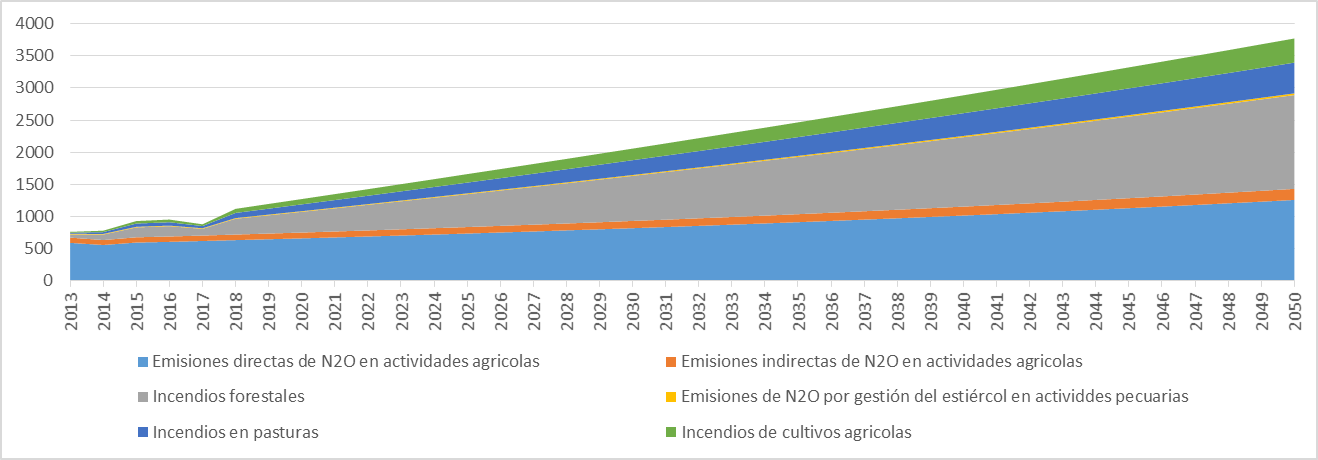 4000
3500
3000
2500
2000
1500
1000
500
0
2013 2014 2015 2016 2017 2018 2019 2020 2021 2022 2023 2024 2025 2026 2027 2028 2029 2030 2031 2032 2033 2034 2035 2036 2037 2038 2039 2040 2041 2042 2043 2044 2045 2046 2047 2048 2049 2050
Emisiones directas de N2O en actividades agricolas Emisiones indirectas de N2O en actividades agricolas
Incendios forestales Emisiones de N2O por gestión del estiércol en actividdes pecuarias
Incendios en pasturas Incendios de cultivos agricolas